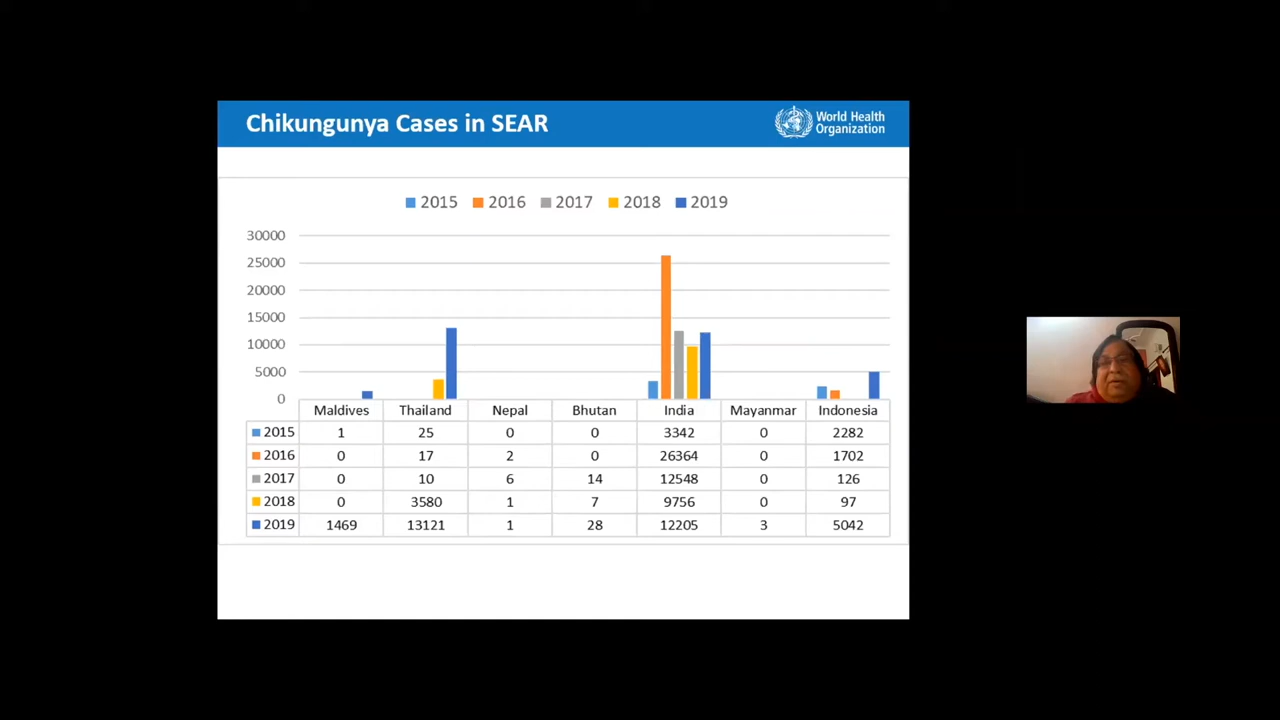 Chikungunya Cases in SEAR
World Health
Organization
2015 2016 2017 2018 2019
30000
25000
20000
15000
10000
5000
0
Maldives Thailand Nepal Bhutan India Mayanmar Indonesia
2015 1 25 0 0 3342 0 2282
2016 0 17 2 0 26364 0 1702
2017 0 10 6 14 12548 0 126
2018 0 3580 1 7 9756 0 97
2019 1469 13121 1 28 12205 3 5042